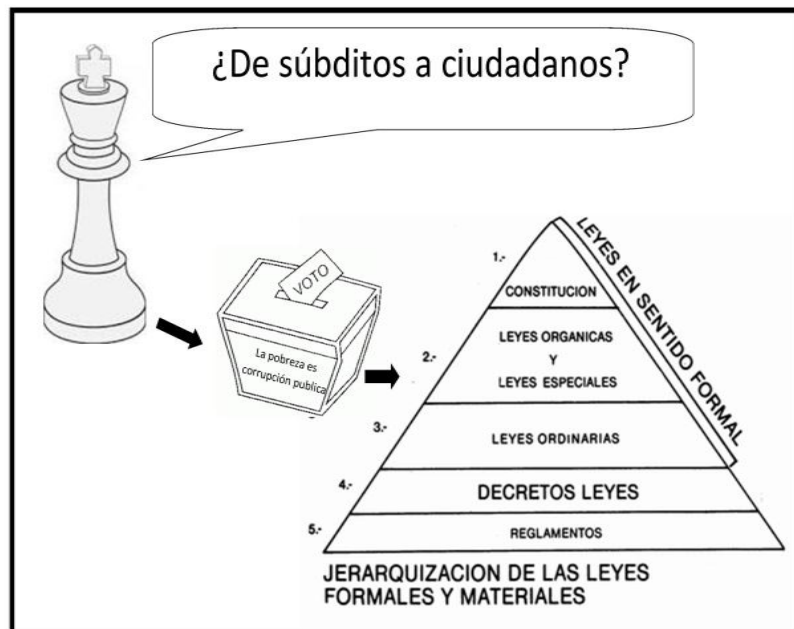 ¿De súbditos a ciudadanos?
VOTO
La pobreza es
corrupción publica
1.-
CONSTITUCION
2.-
LEYES ORGANICAS
Y
LEYES ESPECIALES
3.-
LEYES ORDINARIAS
4.-
DECRETOS LEYES
5.-
REGLAMENTOS
LEYES EN SENTIDO FORMAL
JERARQUIZACION DE LAS LEYES
FORMALES Y MATERIALES